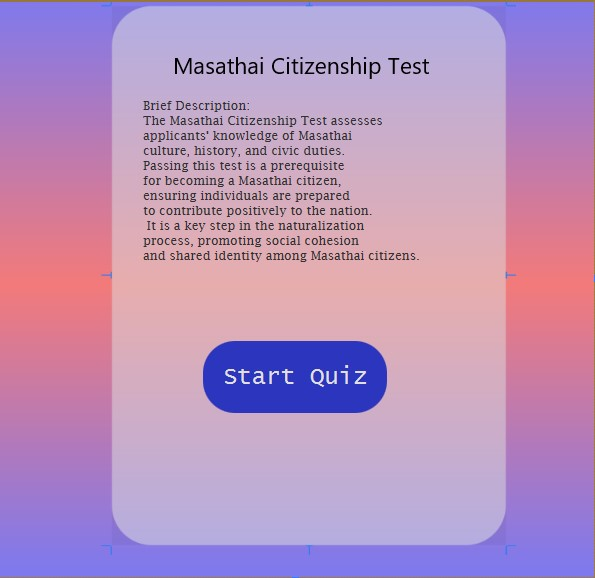 Masathai Citizenship Test
Brief Description:
The Masathai Citizenship Test assesses
applicants' knowledge of Masathai
culture, history, and civic duties.
Passing this test is a prerequisite
for becoming a Masathai citizen,
ensuring individuals are prepared
to contribute positively to the nation.
It is a key step in the naturalization
process, promoting social cohesion
and shared identity among Masathai citizens.
Start Quiz